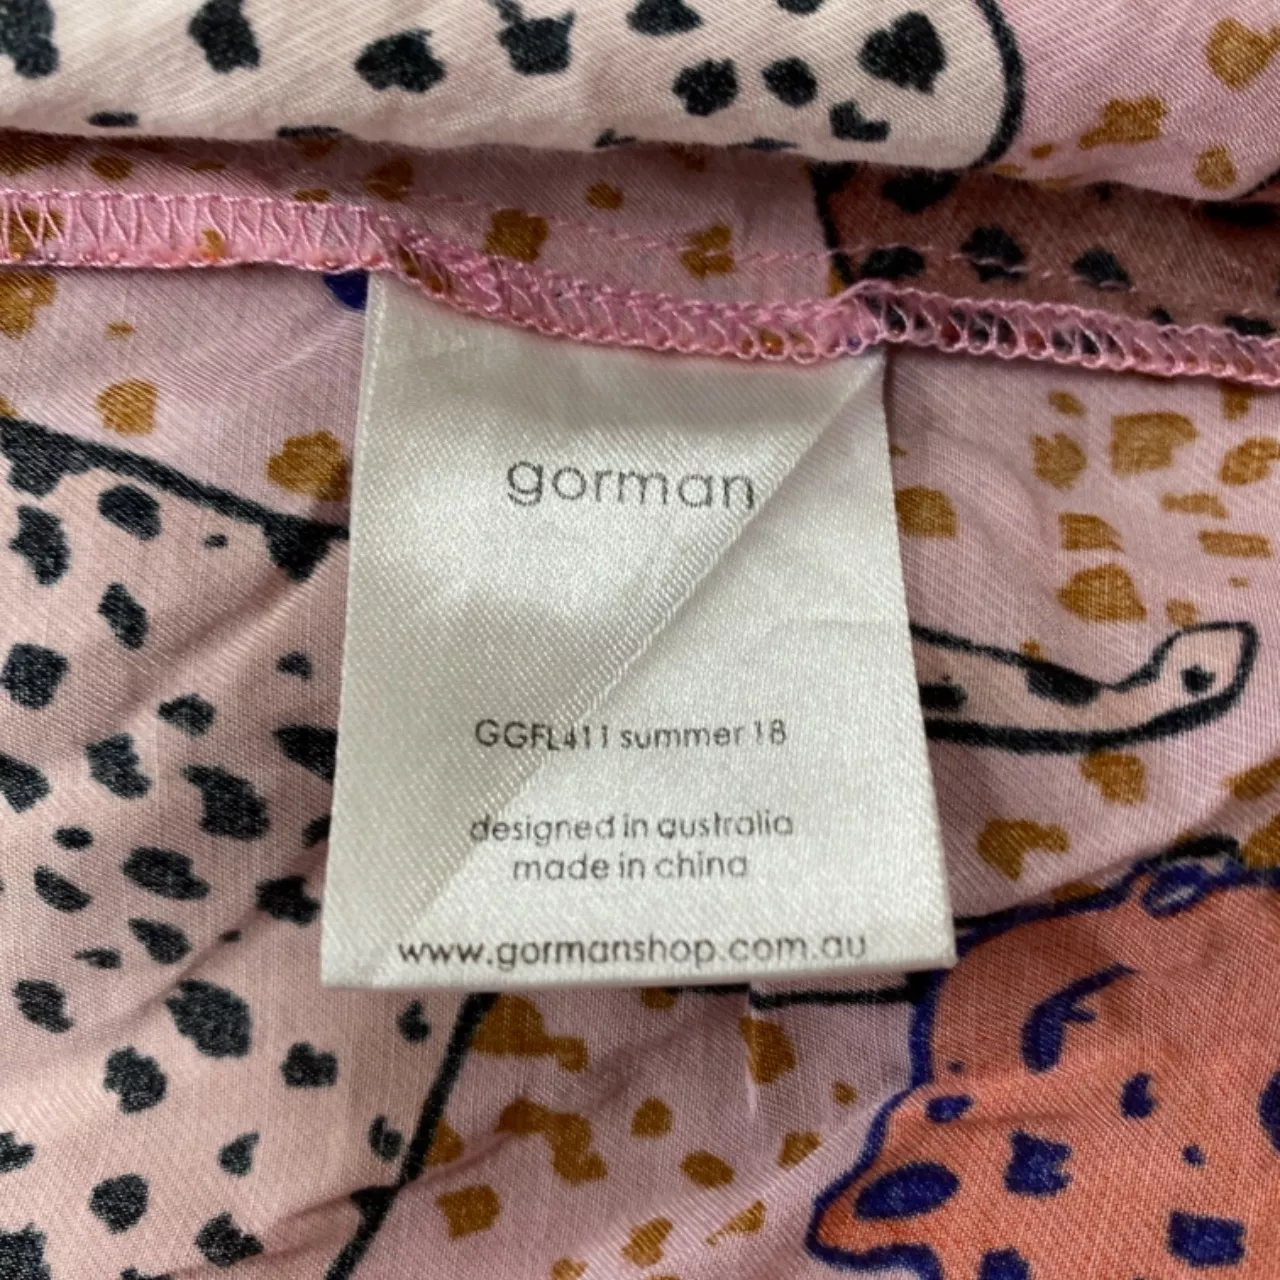 gorman
GGFL411 summer 18
designed in australia
made in china
www.gormanshop.com.au